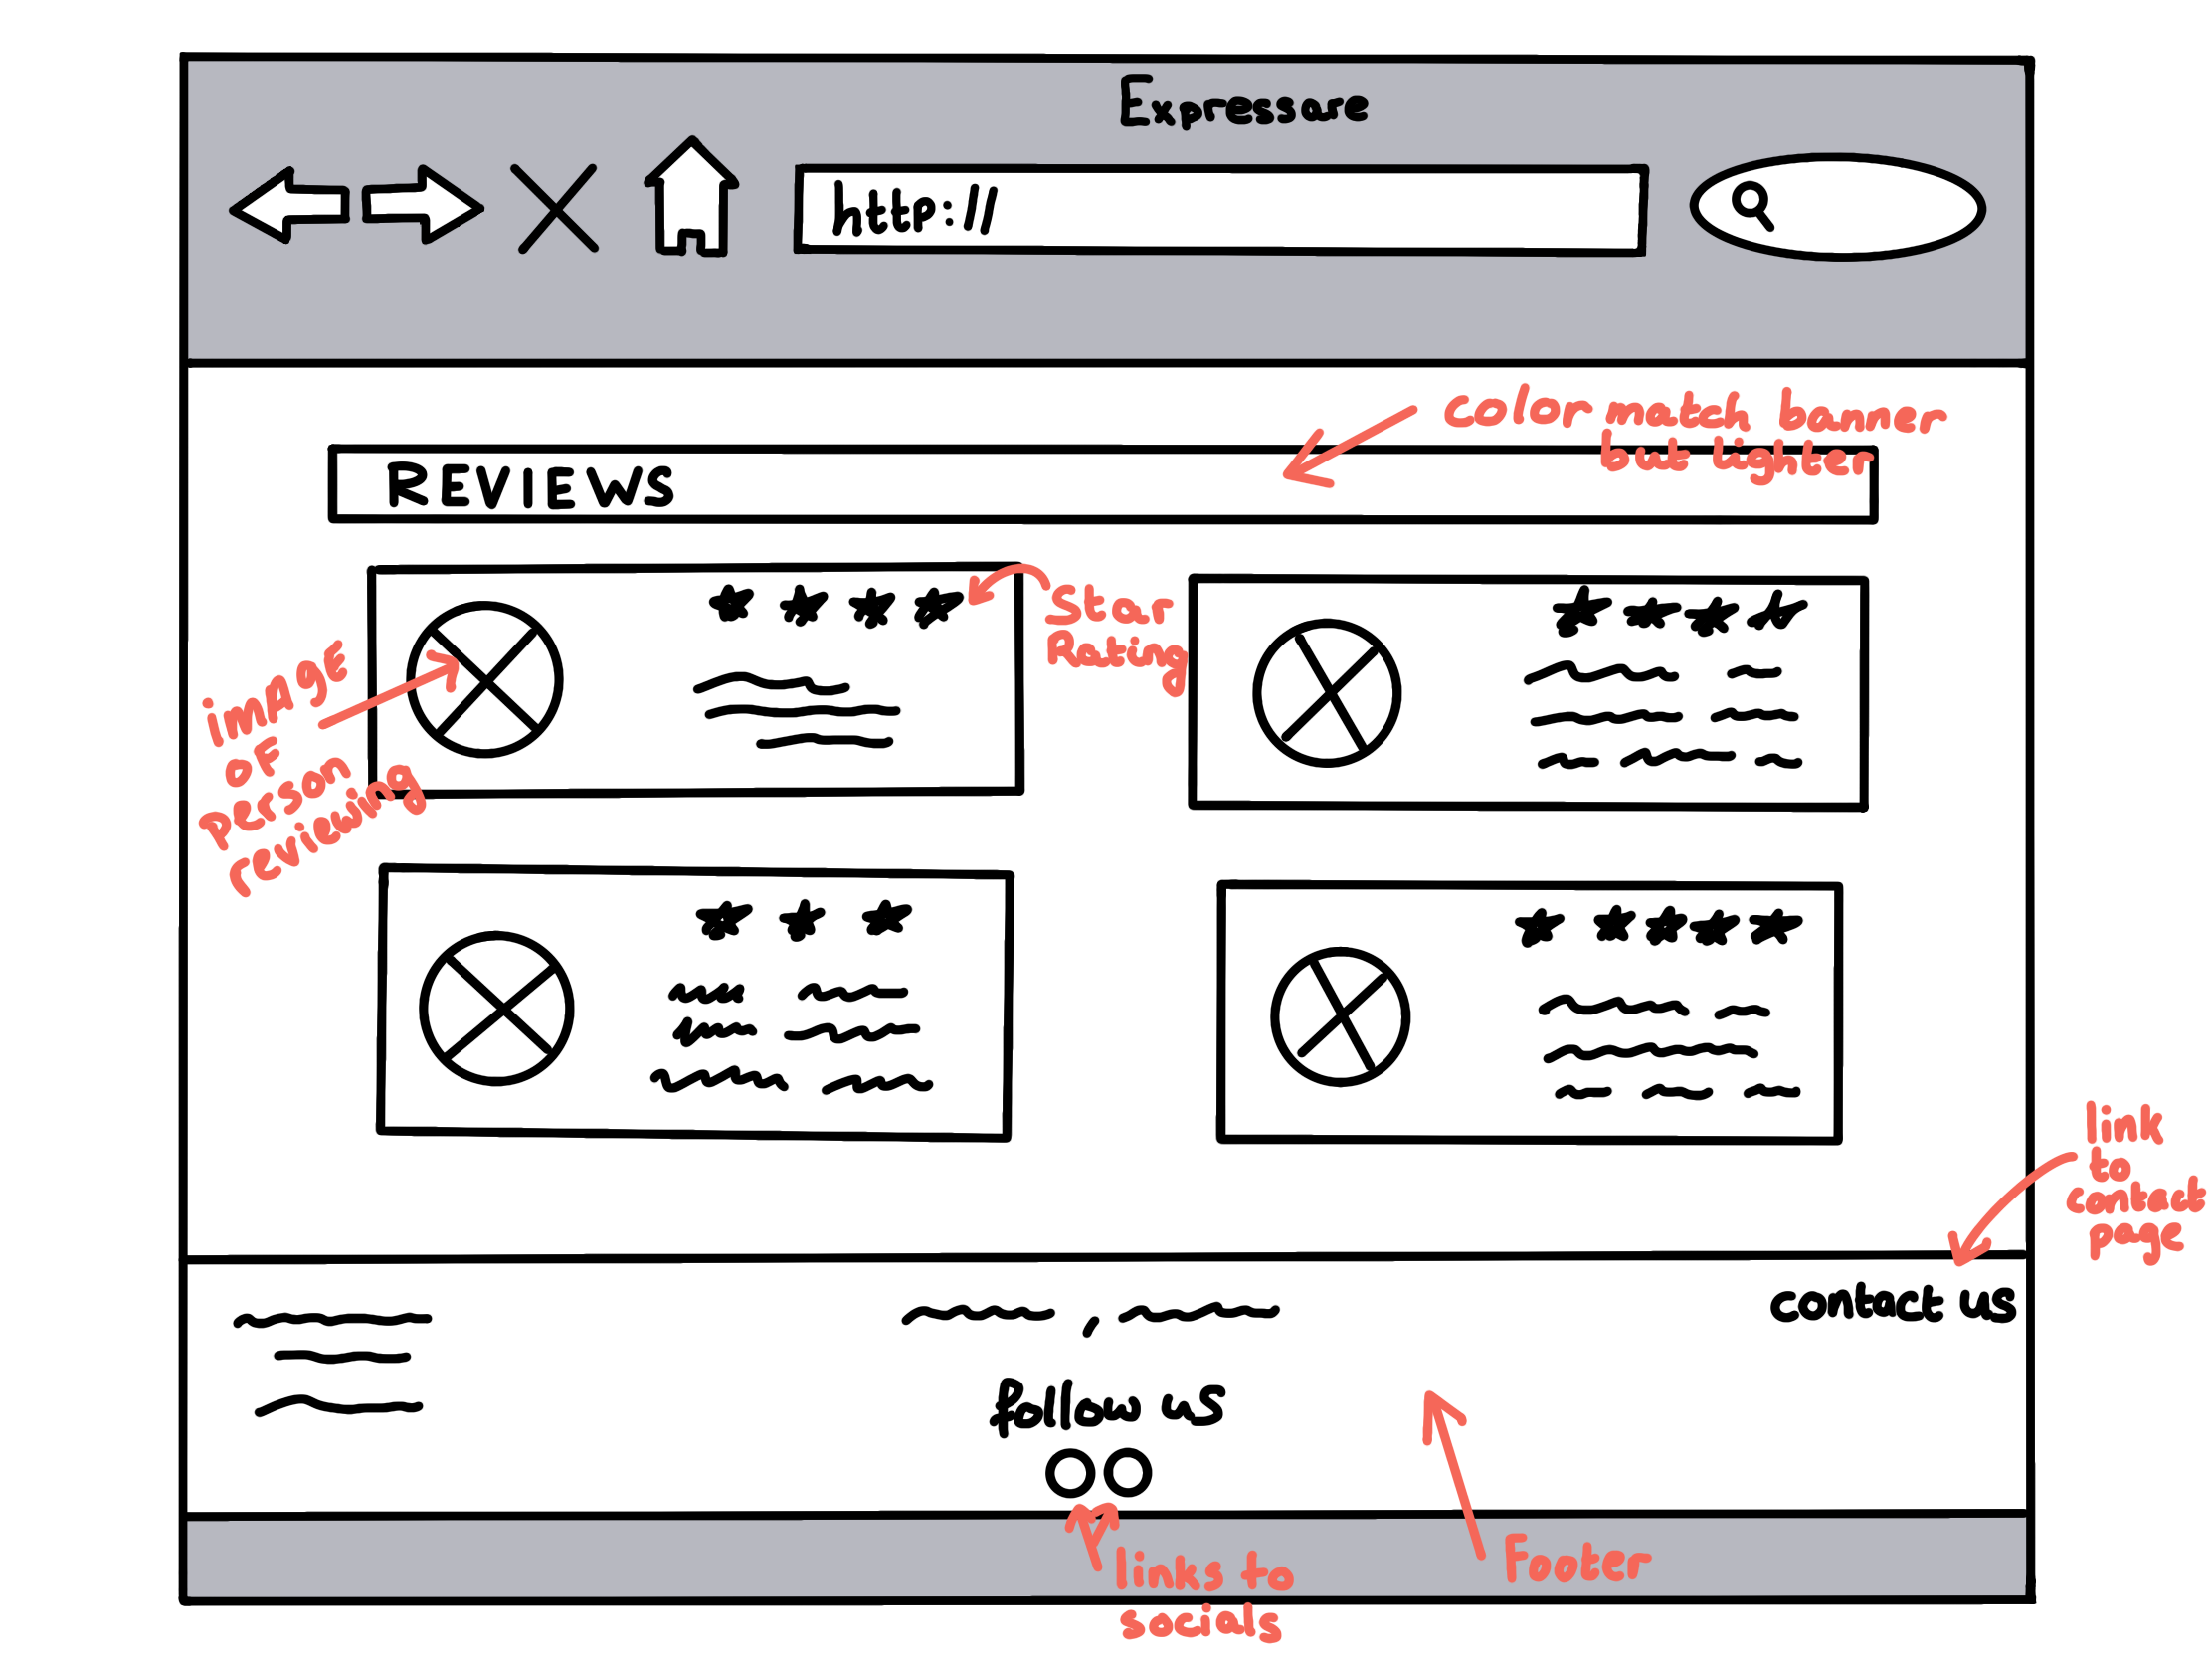 Expressare
http://
color match banner
but lighter
REVIEWS
star
Rating
imAgE
oF
Person
reviewing
link
to
contact
page
contact us
,
follow us
links to
socials
Footer